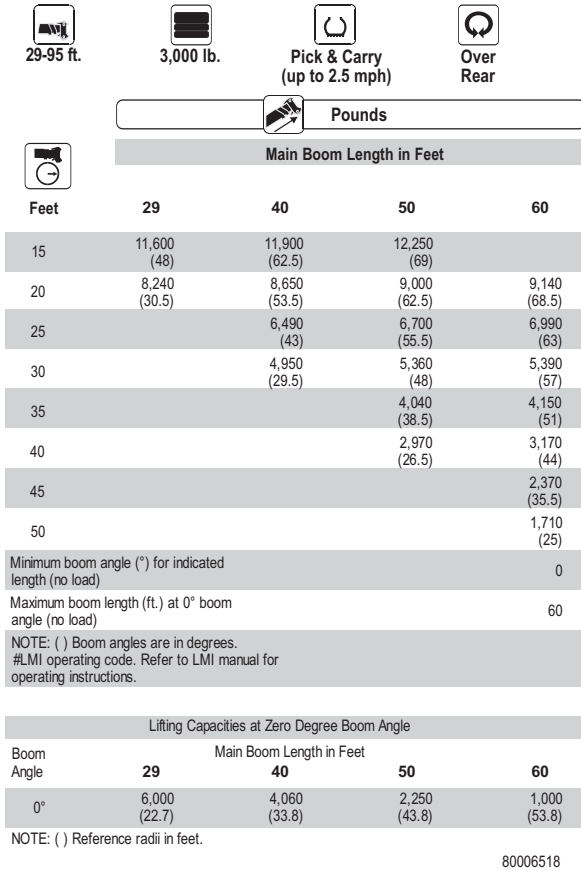 29-95 ft. 3,000 lb. Pick & Carry Over
(up to 2.5 mph) Rear
Pounds
Main Boom Length in Feet
Feet 29 40 50 60
15 11,600 11,900 12,250
(48) (62.5) (69)
20 8,240 8,650 9,000 9,140
(30.5) (53.5) (62.5) (68.5)
25 6,490 6,700 6,990
(43) (55.5) (63)
30 4,950 5,360 5,390
(29.5) (48) (57)
35 4,040 4,150
(38.5) (51)
40 2,970 3,170
(26.5) (44)
45 2,370
(35.5)
50 1,710
(25)
Minimum boom angle (°) for indicated
length (no load) 0
Maximum boom length (ft.) at 0° boom
angle (no load) 60
NOTE: ( ) Boom angles are in degrees.
#LMI operating code. Refer to LMI manual for
operating instructions.
Lifting Capacities at Zero Degree Boom Angle
Boom Main Boom Length in Feet
Angle 29 40 50 60
0° 6,000 4,060 2,250 1,000
(22.7) (33.8) (43.8) (53.8)
NOTE: ( ) Reference radii in feet.
80006518